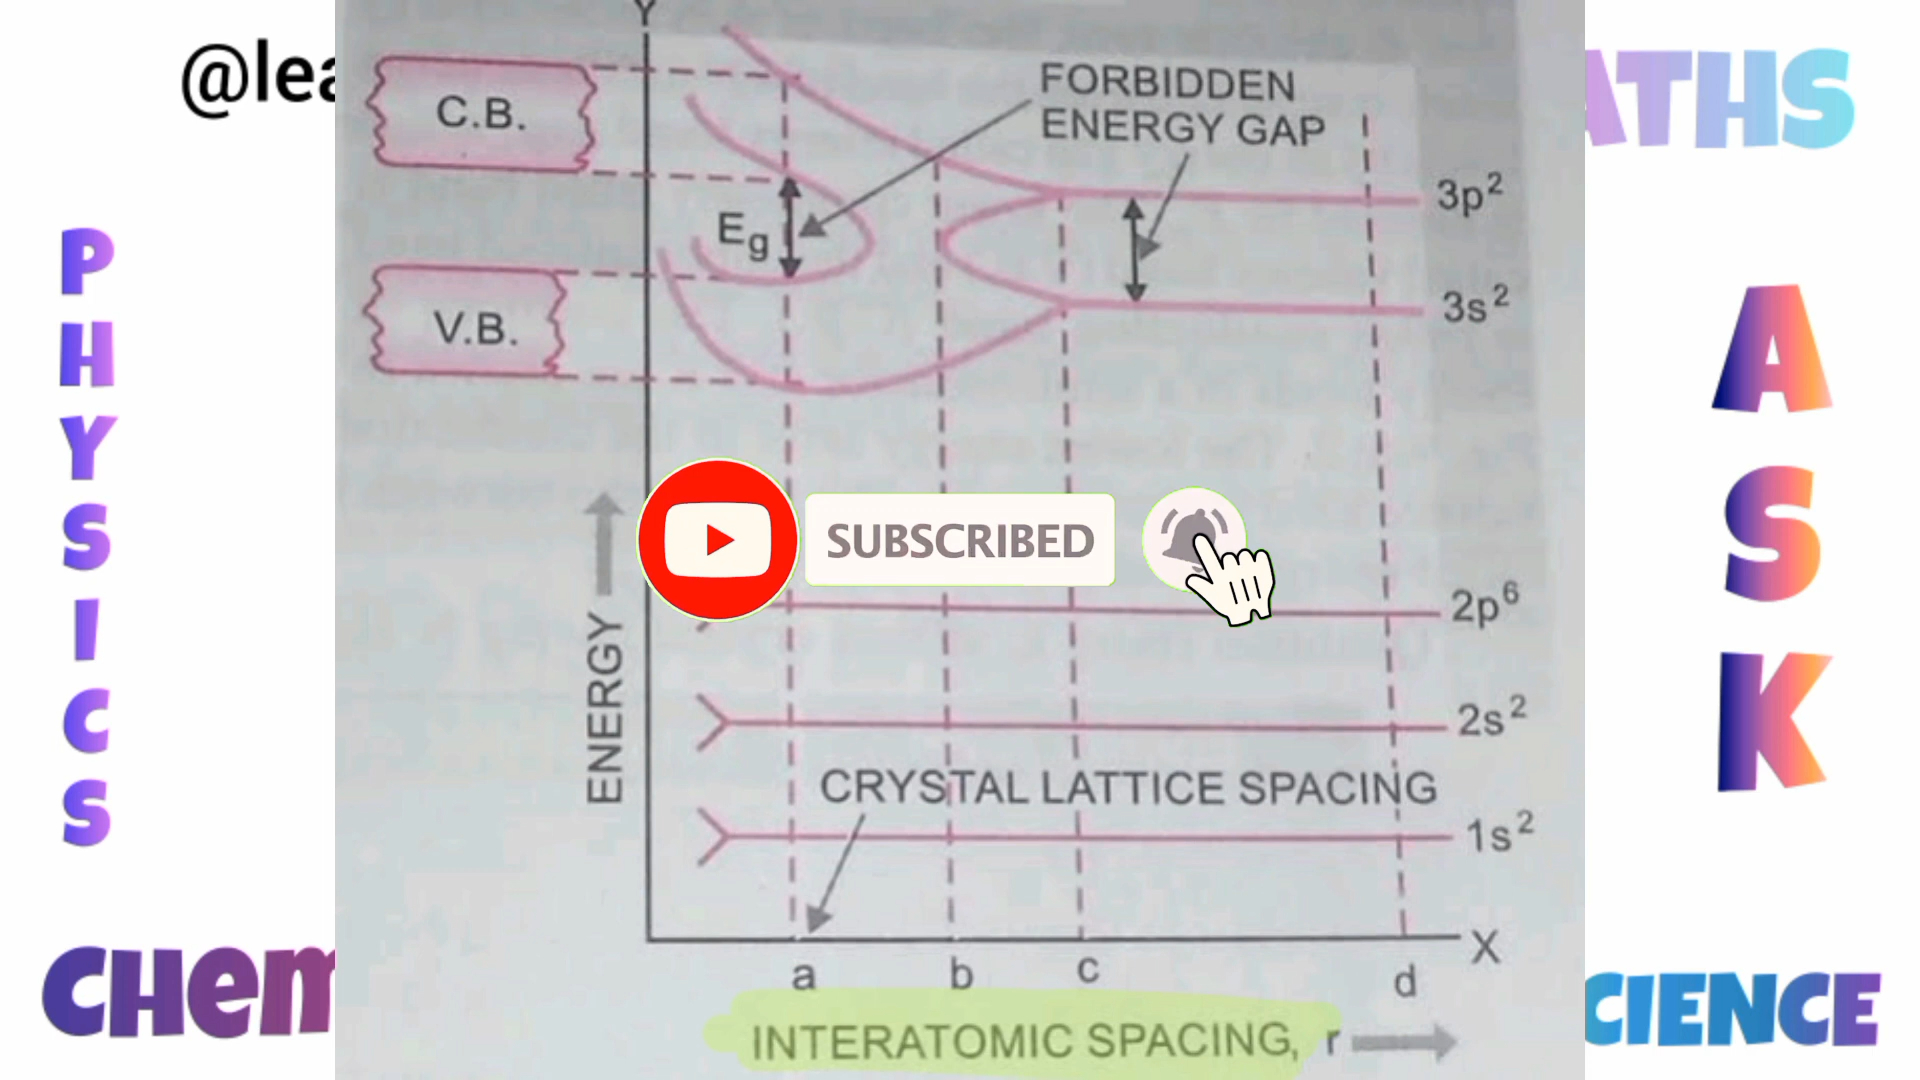 @lea
PHYSICS
Chem
ATHS
ASK
CIENCE
Y
C.B.
V.B.
FORBIDDEN
ENERGY GAP
Eg
3p²
3s²
SUBSCRIBED
2p⁶
2s²
1s²
ENERGY
CRYSTAL LATTICE SPACING
X
a b c d
INTERATOMIC SPACING, r